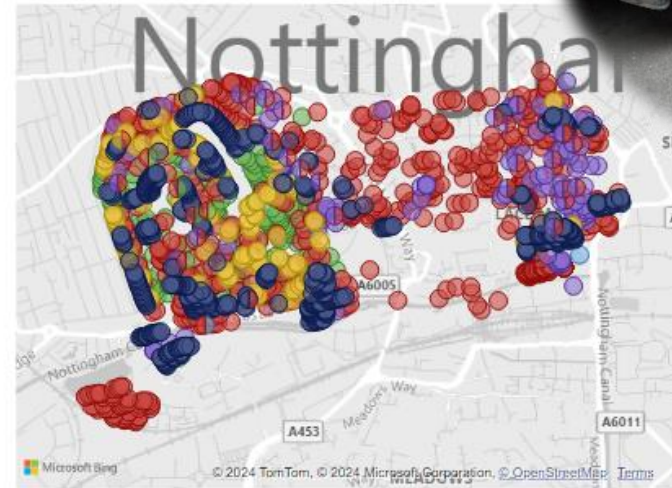 Nottingha
Way
A6005
Nottingham
Nottingham Canal
Meadows Way
A453
A6011
Microsoft Bing
© 2024 TomTom, © 2024 Microsoft Corporation, © OpenStreetMap Terms
MEADOWS